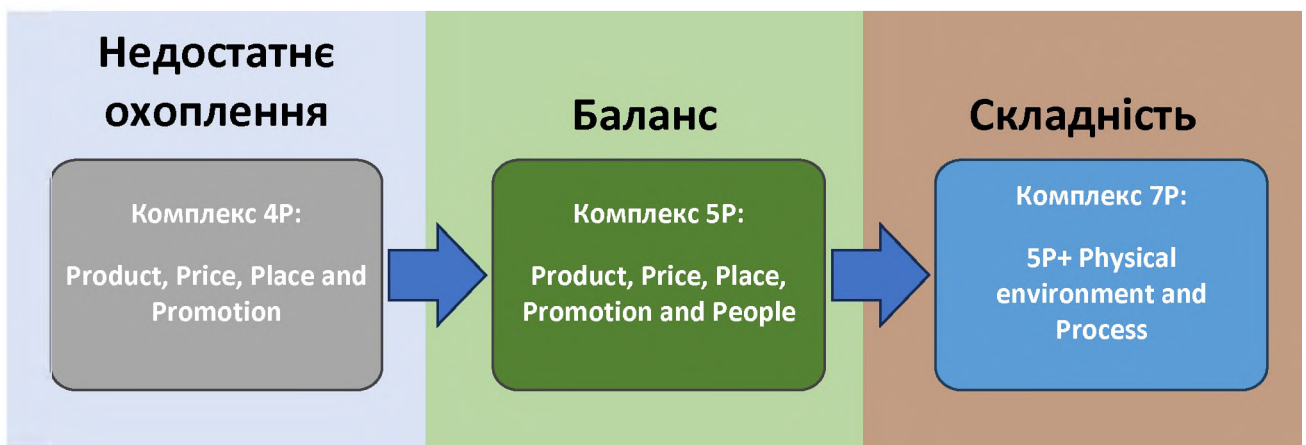 Недостатнє
охоплення
Комплекс 4P:
Product, Price, Place and
Promotion
Баланс
Комплекс 5P:
Product, Price, Place,
Promotion and People
Складність
Комплекс 7P:
5P+ Physical
environment and
Process